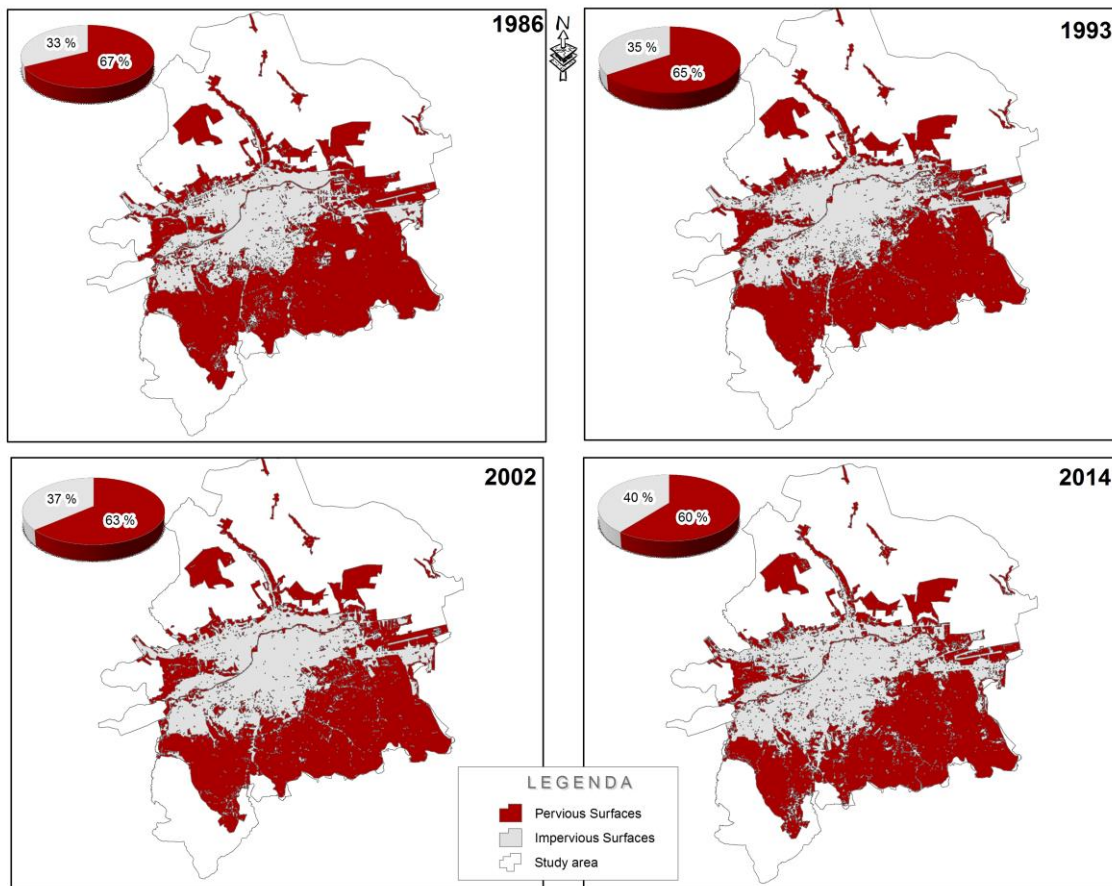 1986
33 %
67 %
N
1993
35 %
65 %
2002
37 %
63 %
2014
40 %
60 %
LEGENDA
Pervious Surfaces
Impervious Surfaces
Study area